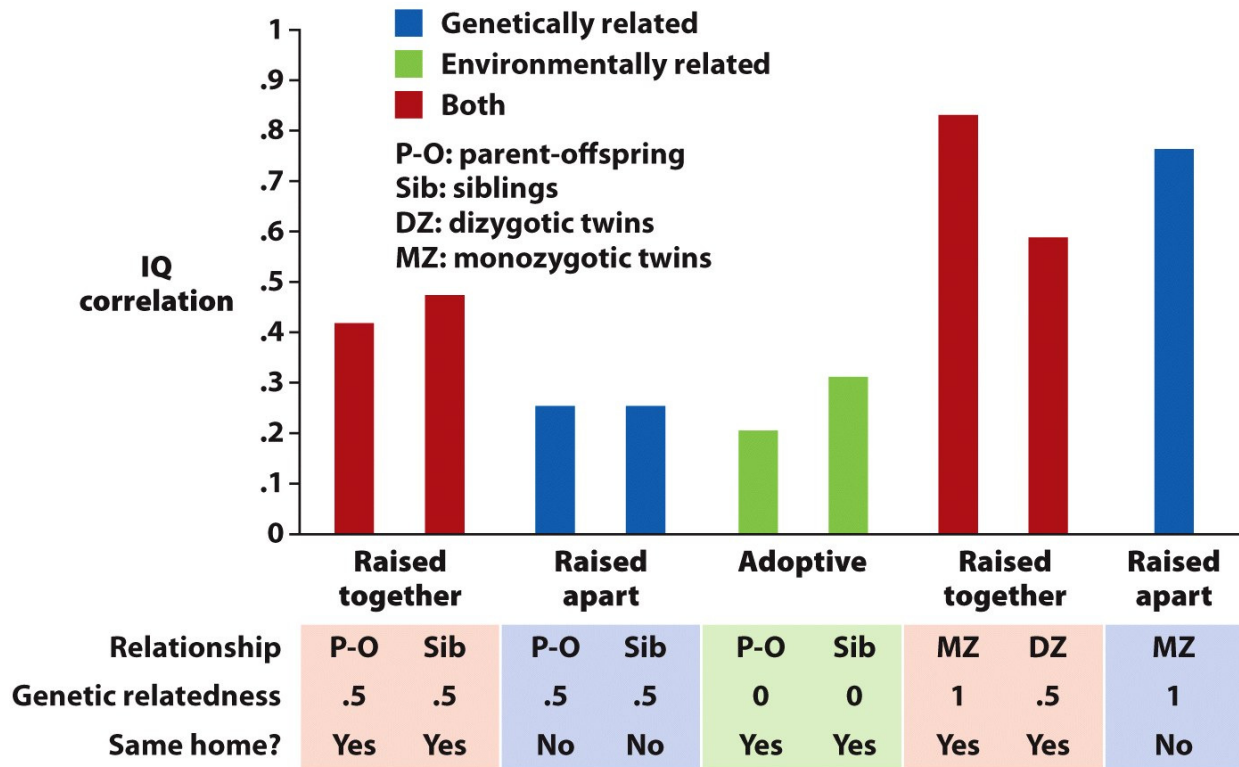 Genetically related
Environmentally related
Both
P-O: parent-offspring
Sib: siblings
DZ: dizygotic twins
MZ: monozygotic twins
IQ
correlation
1
.9
.8
.7
.6
.5
.4
.3
.2
.1
0
Raised together
Raised apart
Adoptive
Raised together
Raised apart
Relationship P-O Sib P-O Sib P-O Sib MZ DZ MZ
Genetic relatedness .5 .5 .5 .5 0 0 1 .5 1
Same home? Yes Yes No No Yes Yes Yes Yes No